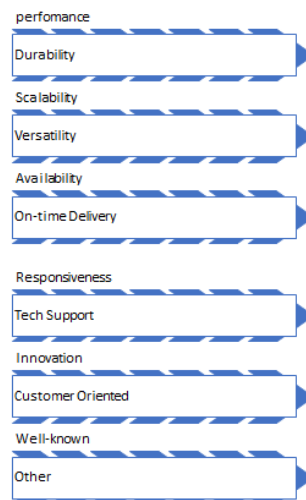 perfomance
Durability
Scalability
Versatility
Availability
On-time Delivery
Responsiveness
Tech Support
Innovation
Customer Oriented
Well-known
Other